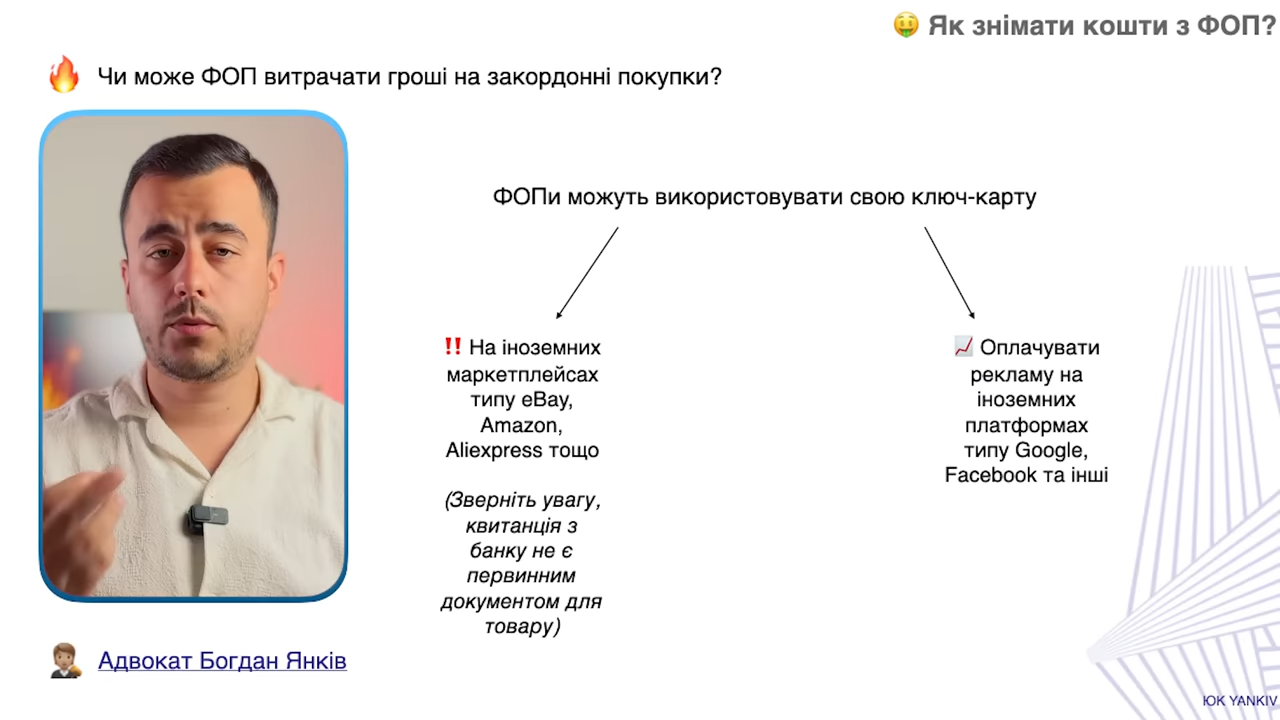 🤑 Як знімати кошти з ФОП?
🔥 Чи може ФОП витрачати гроші на закордонні покупки?
ФОПи можуть використовувати свою ключ-карту
‼️ На іноземних
маркетплейсах
типу eBay,
Amazon,
Aliexpress тощо
(Зверніть увагу,
квитанція з
банку не є
первинним
документом для
товару)
📈 Оплачувати
рекламу на
іноземних
платформах
типу Google,
Facebook та інші
Адвокат Богдан Янків
ЮК YANKIV